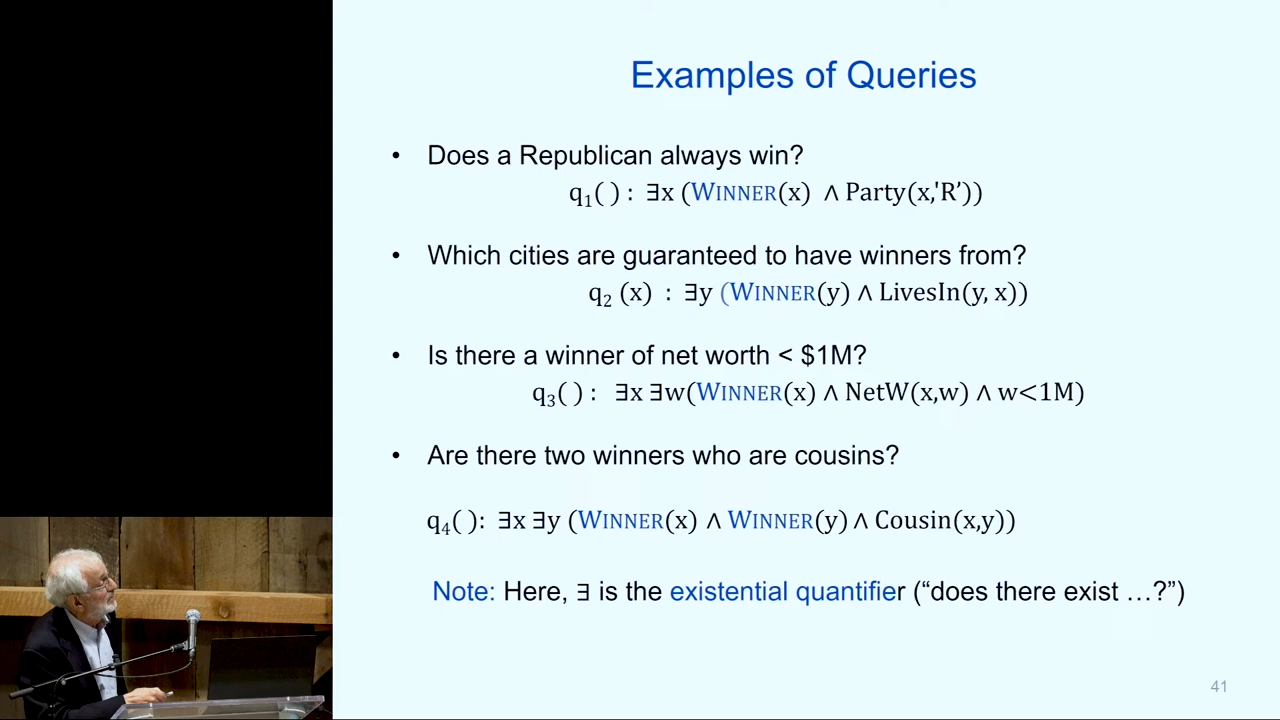 Examples of Queries
• Does a Republican always win?
q₁( ) : ∃x (WINNER(x) ∧ Party(x,'R’))
• Which cities are guaranteed to have winners from?
q₂ (x) : ∃y (WINNER(y) ∧ LivesIn(y, x))
• Is there a winner of net worth < $1M?
q₃( ) : ∃x ∃w(WINNER(x) ∧ NetW(x,w) ∧ w<1M)
• Are there two winners who are cousins?
q₄( ): ∃x ∃y (WINNER(x) ∧ WINNER(y) ∧ Cousin(x,y))
Note: Here, ∃ is the existential quantifier (“does there exist …?”)
41